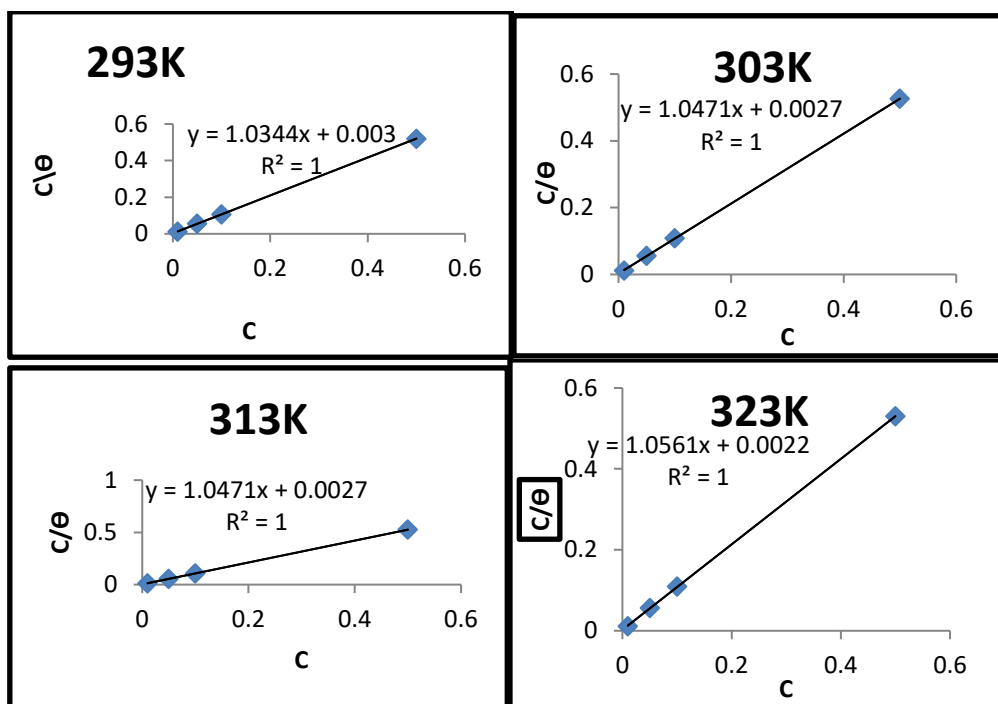 293K
y = 1.0344x + 0.003
R² = 1
0.6
0.4
0.2
0
0 0.2 0.4 0.6
C\Ɵ
C
303K
y = 1.0471x + 0.0027
R² = 1
0.6
0.4
0.2
0
0 0.2 0.4 0.6
C/Ɵ
C
313K
y = 1.0471x + 0.0027
R² = 1
1
0.5
0
0 0.2 0.4 0.6
C/Ɵ
C
323K
y = 1.0561x + 0.0022
R² = 1
0.6
0.4
0.2
0
0 0.2 0.4 0.6
C/Ɵ
C